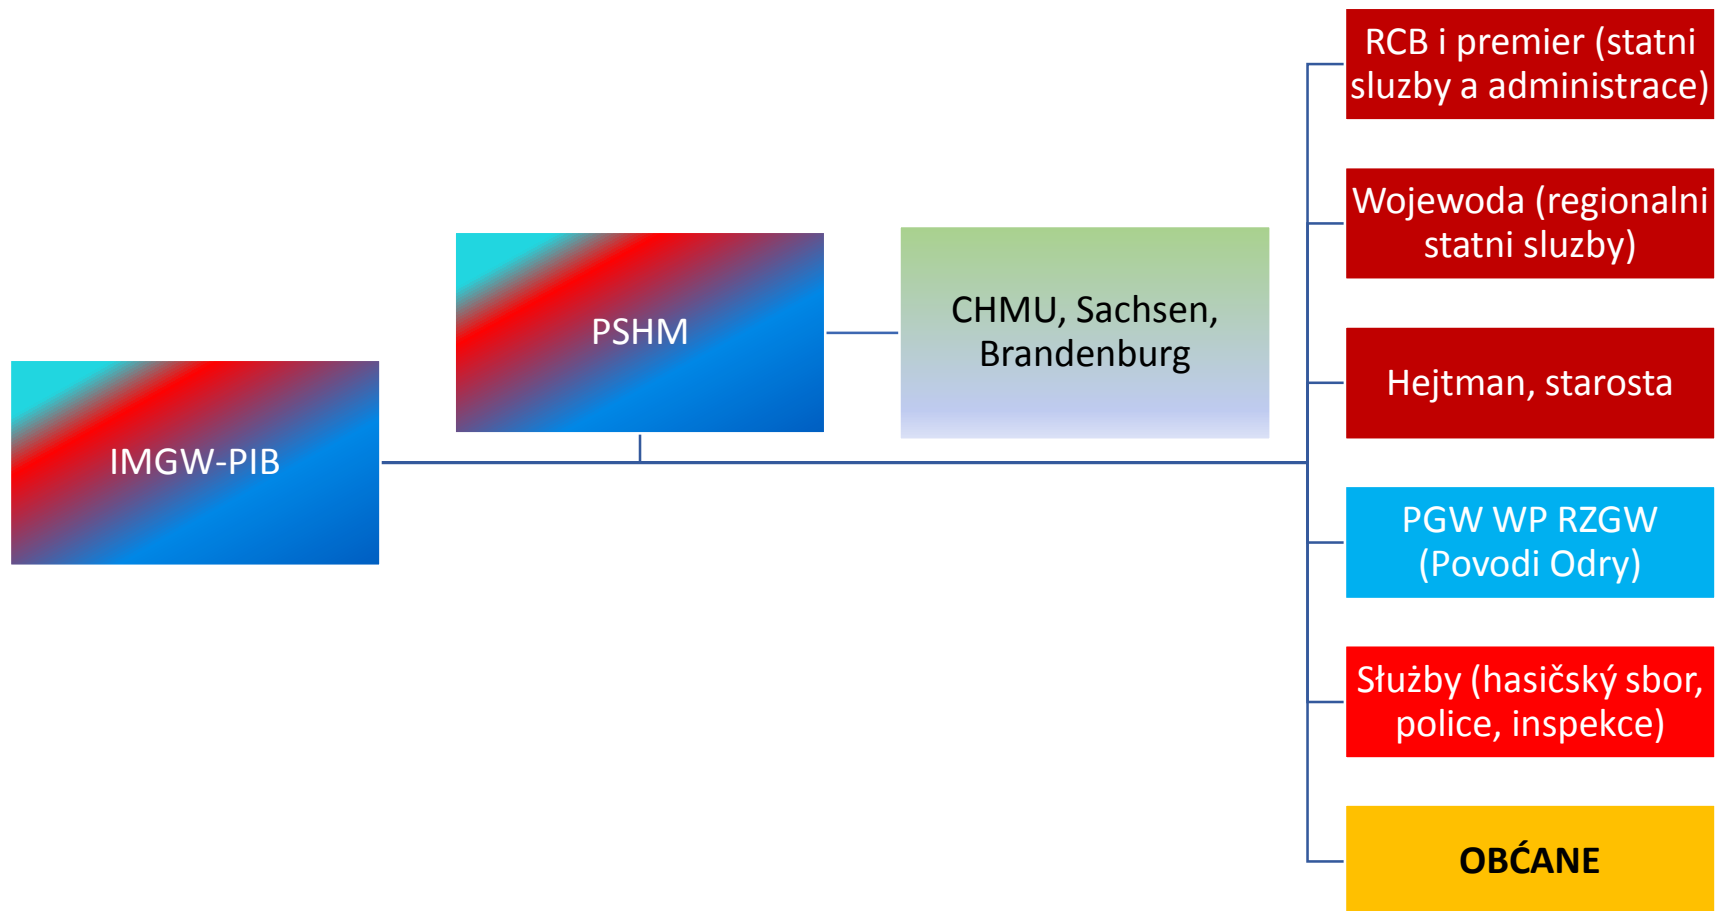 IMGW-PIB
PSHM
CHMU, Sachsen,
Brandenburg
RCB i premier (statni
sluzby a administrace)
Wojewoda (regionalni
statni sluzby)
Hejtman, starosta
PGW WP RZGW
(Povodi Odry)
Służby (hasičský sbor,
police, inspekce)
OBĆANE